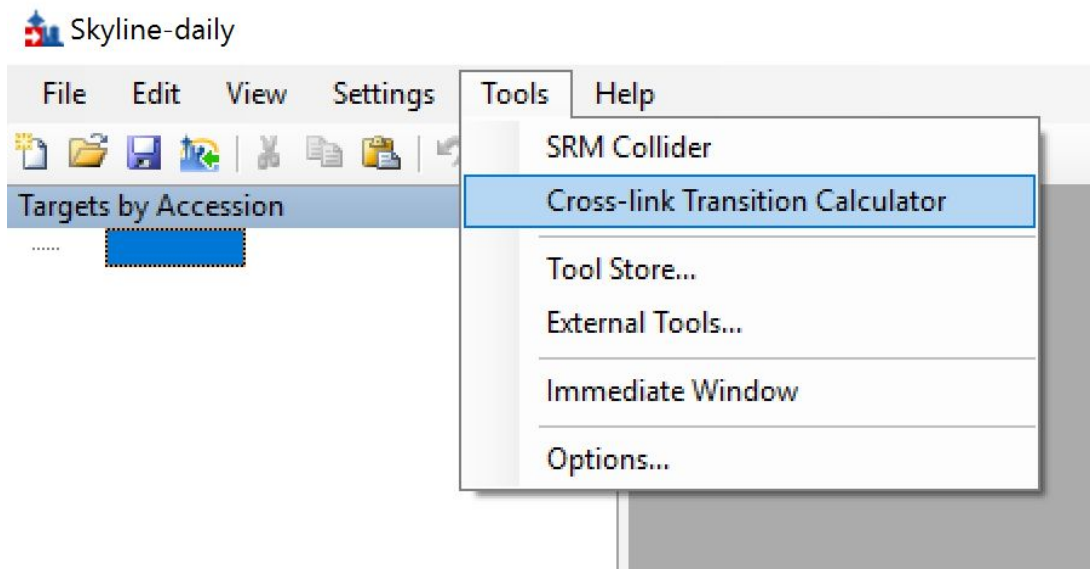 Skyline-daily
File Edit View Settings Tools Help
SRM Collider
Targets by Accession
Cross-link Transition Calculator
Tool Store...
External Tools...
Immediate Window
Options...